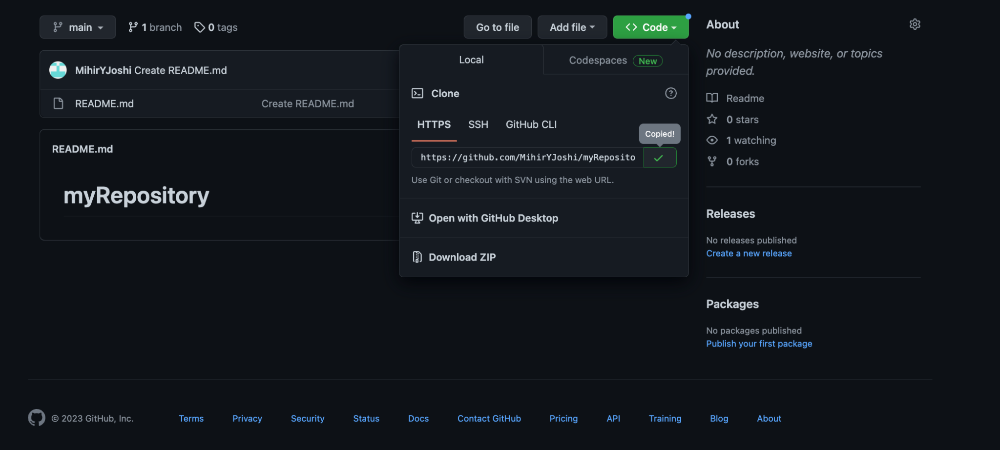 main
1 branch
0 tags
Go to file
Add file
Code
MihirYJoshi Create README.md
README.md
Create README.md
README.md
myRepository
Local
Codespaces New
Clone
HTTPS SSH GitHub CLI
Copied!
https://github.com/MihirYJoshi/myReposito
Use Git or checkout with SVN using the web URL.
Open with GitHub Desktop
Download ZIP
About
No description, website, or topics
provided.
Readme
0 stars
1 watching
0 forks
Releases
No releases published
Create a new release
Packages
No packages published
Publish your first package
© 2023 GitHub, Inc. Terms Privacy Security Status Docs Contact GitHub Pricing API Training Blog About